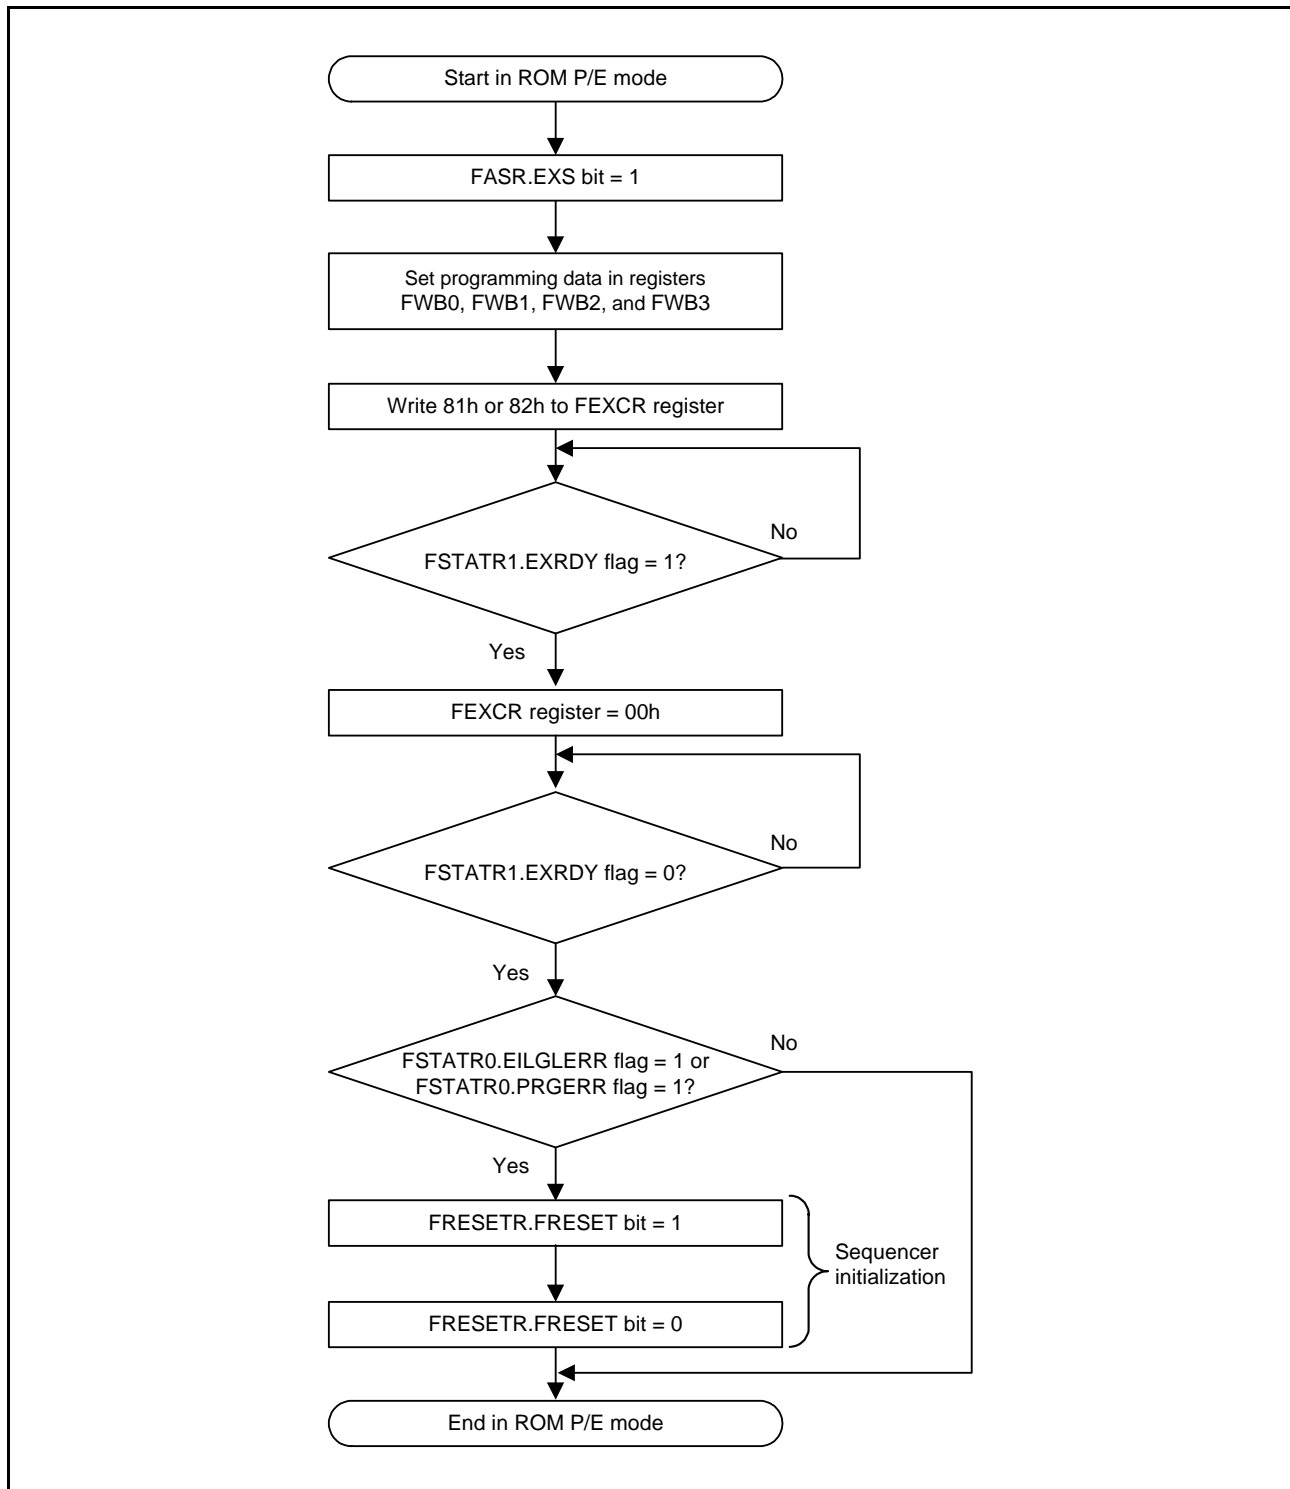 Start in ROM P/E mode
FASR.EXS bit = 1
Set programming data in registers
FWB0, FWB1, FWB2, and FWB3
Write 81h or 82h to FEXCR register
No
FSTATR1.EXRDY flag = 1?
Yes
FEXCR register = 00h
No
FSTATR1.EXRDY flag = 0?
Yes
No
FSTATR0.EILGLERR flag = 1 or
FSTATR0.PRGERR flag = 1?
Yes
FRESETR.FRESET bit = 1
Sequencer
initialization
FRESETR.FRESET bit = 0
End in ROM P/E mode